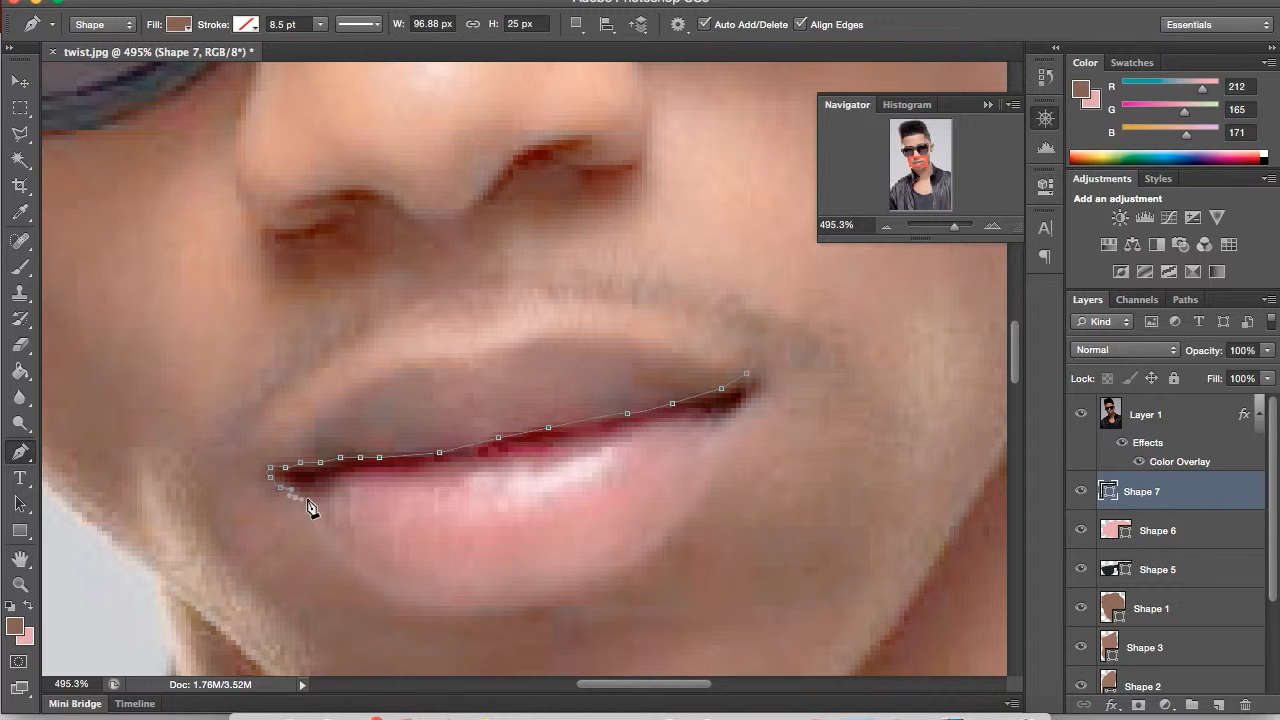 Shape Fill: Stroke: 8.5 pt W: 96.88 px H: 25 px Auto Add/Delete Align Edges Essentials
twist.jpg @ 495% (Shape 7, RGB/8*) *
Color Swatches
R 212
G 165
B 171
Navigator Histogram
495.3%
Adjustments Styles
Add an adjustment
Layers Channels Paths
Kind
Normal Opacity: 100%
Lock: Fill: 100%
Layer 1 fx
Effects
Color Overlay
Shape 7
Shape 6
Shape 5
Shape 1
Shape 3
Shape 2
495.3% Doc: 1.76M/3.52M
Mini Bridge Timeline